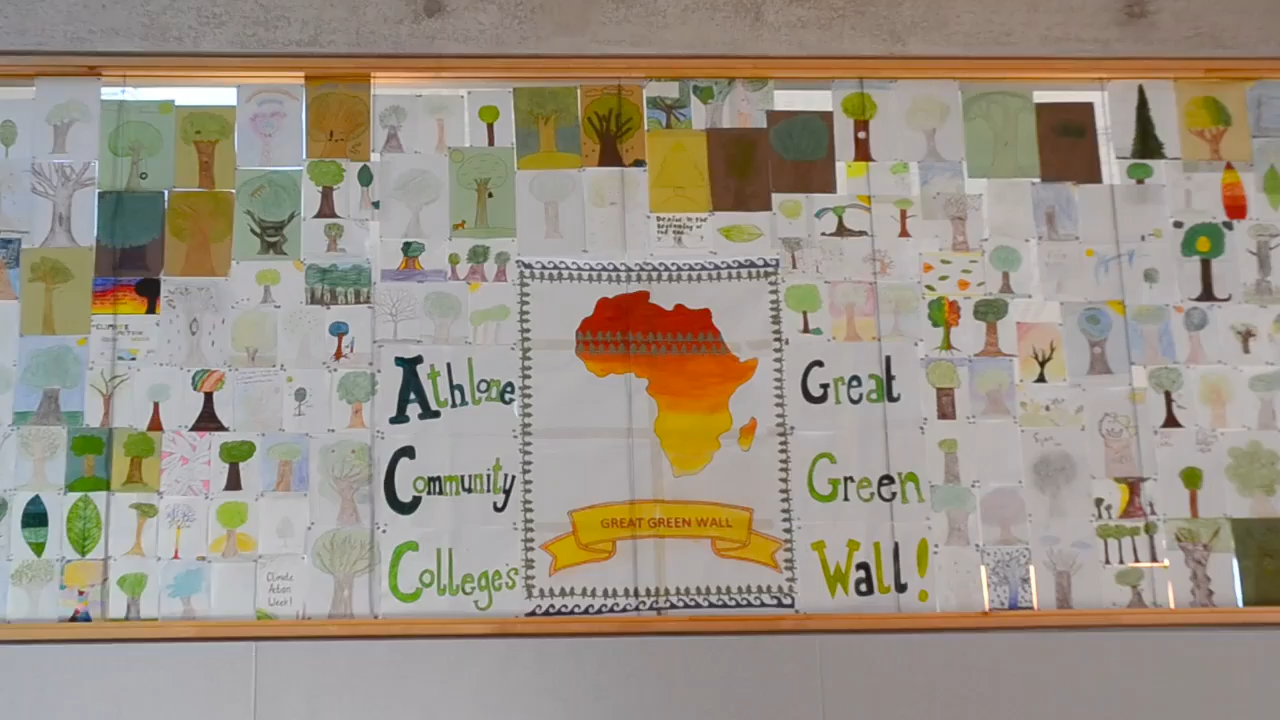 Athlone
Community
Colleges
GREAT GREEN WALL
Great
Green
Wall!
Climate
Action
Week!